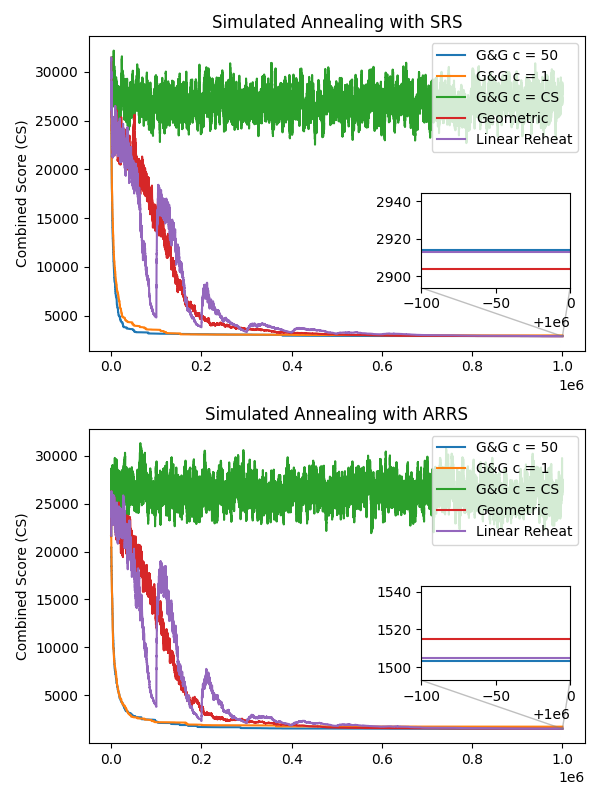 Simulated Annealing with SRS
Combined Score (CS)
30000
25000
20000
15000
10000
5000
G&G c = 50
G&G c = 1
G&G c = CS
Geometric
Linear Reheat
2940
2920
2900
−100 −50 0
+1e6
0.0 0.2 0.4 0.6 0.8 1.0
1e6
Simulated Annealing with ARRS
Combined Score (CS)
30000
25000
20000
15000
10000
5000
G&G c = 50
G&G c = 1
G&G c = CS
Geometric
Linear Reheat
1540
1520
1500
−100 −50 0
+1e6
0.0 0.2 0.4 0.6 0.8 1.0
1e6